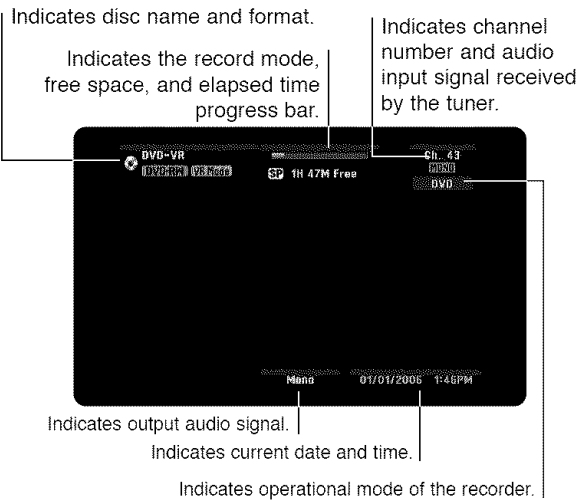 Indicates disc name and format.
Indicates the record mode,
free space, and elapsed time
progress bar.
Indicates channel
number and audio
input signal received
by the tuner.
DVD-VR
DVD-RW VR Mode
SP 1H 47M Free
Ch. 43
MONO
DVD
Mono 01/01/2006 1:46PM
Indicates output audio signal.
Indicates current date and time.
Indicates operational mode of the recorder.